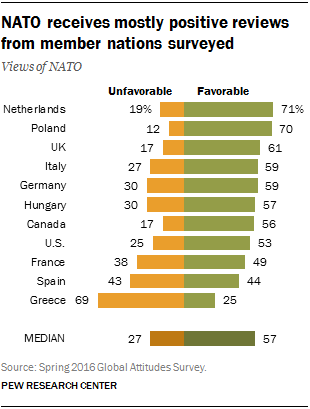 NATO receives mostly positive reviews
from member nations surveyed
Views of NATO
Unfavorable Favorable
Netherlands 19% 71%
Poland 12 70
UK 17 61
Italy 27 59
Germany 30 59
Hungary 30 57
Canada 17 56
U.S. 25 53
France 38 49
Spain 43 44
Greece 69 25
MEDIAN 27 57
Source: Spring 2016 Global Attitudes Survey.
PEW RESEARCH CENTER